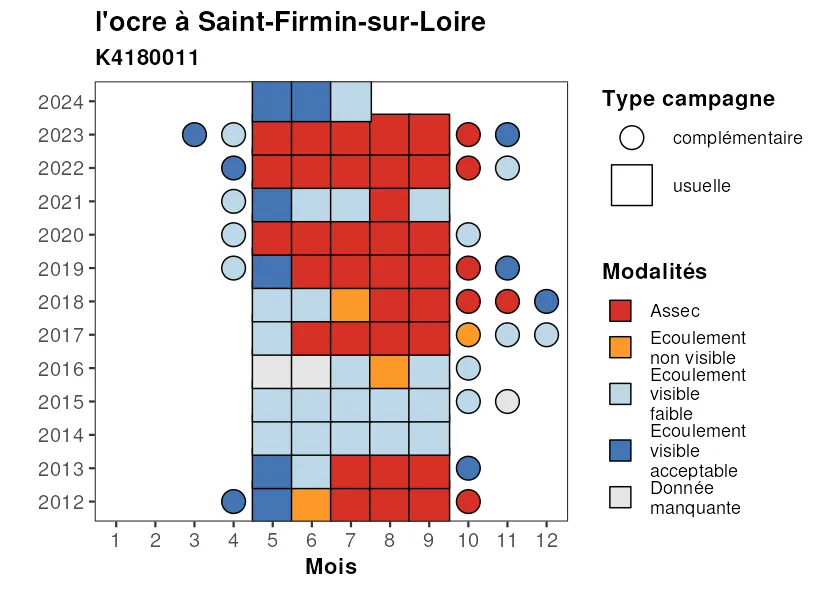 l'ocre à Saint-Firmin-sur-Loire
K4180011
2024
2023
2022
2021
2020
2019
2018
2017
2016
2015
2014
2013
2012
1 2 3 4 5 6 7 8 9 10 11 12
Mois
Type campagne
complémentaire
usuelle
Modalités
Assec
Ecoulement
non visible
Ecoulement
visible
faible
Ecoulement
visible
acceptable
Donnée
manquante